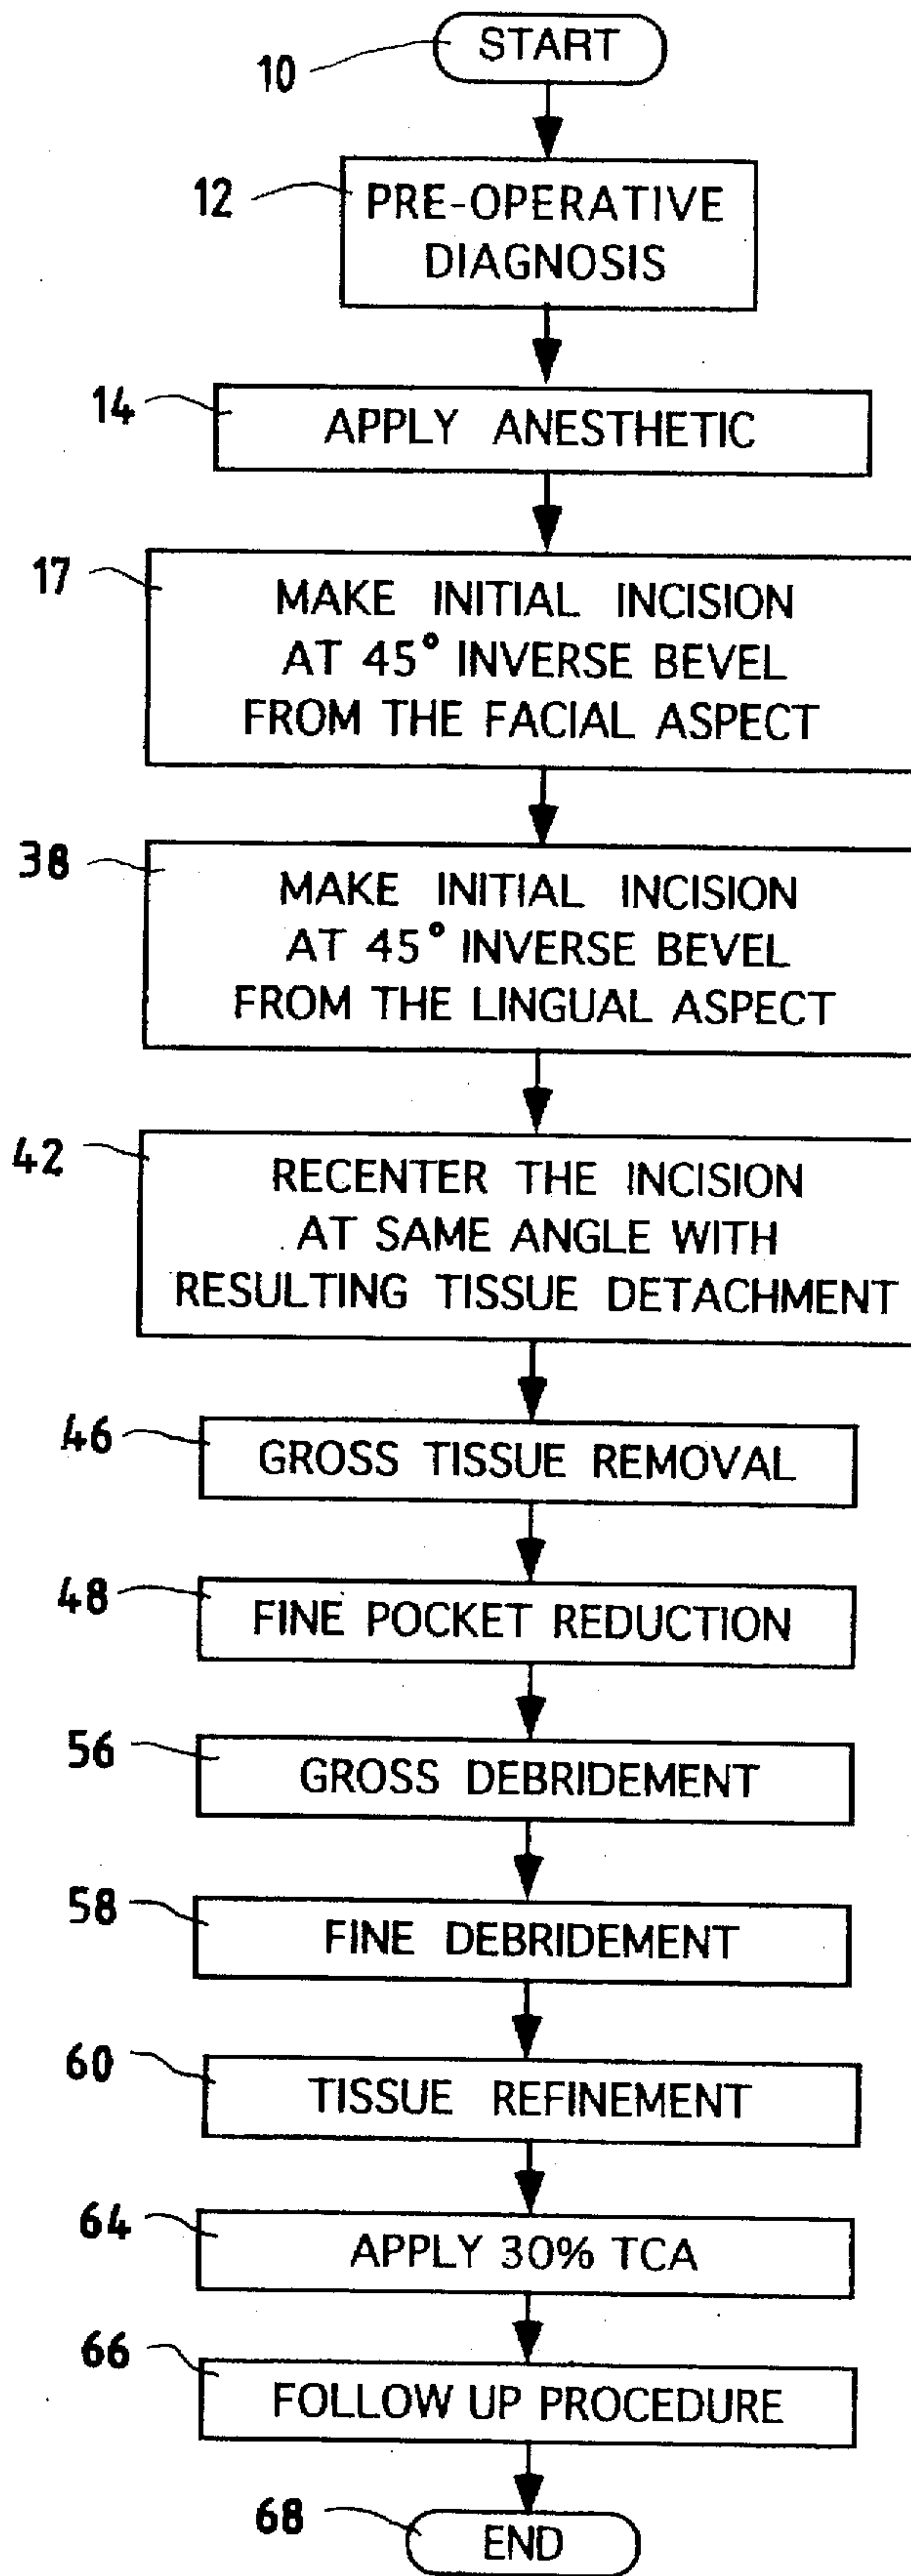 10
START
12
PRE-OPERATIVE
DIAGNOSIS
14
APPLY ANESTHETIC
17
MAKE INITIAL INCISION
AT 45° INVERSE BEVEL
FROM THE FACIAL ASPECT
38
MAKE INITIAL INCISION
AT 45° INVERSE BEVEL
FROM THE LINGUAL ASPECT
42
RECENTER THE INCISION
AT SAME ANGLE WITH
RESULTING TISSUE DETACHMENT
46
GROSS TISSUE REMOVAL
48
FINE POCKET REDUCTION
56
GROSS DEBRIDEMENT
58
FINE DEBRIDEMENT
60
TISSUE REFINEMENT
64
APPLY 30% TCA
66
FOLLOW UP PROCEDURE
68
END